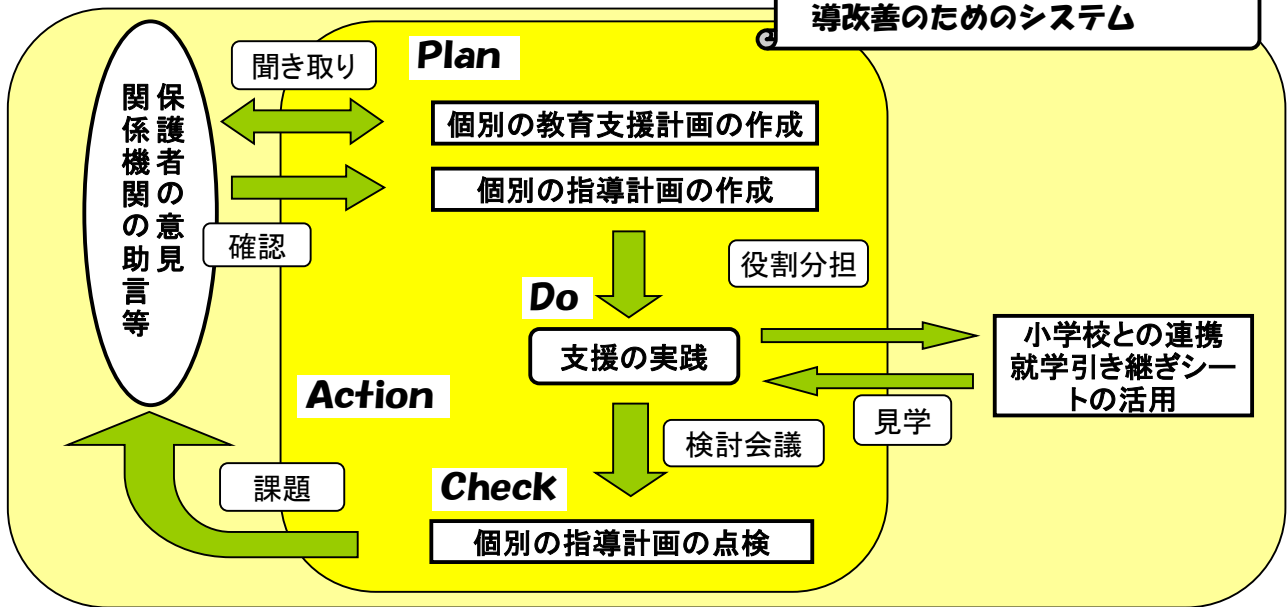 導改善のためのシステム
聞き取り
Plan
保護者の意見
関係機関の助言等
個別の教育支援計画の作成
個別の指導計画の作成
確認
役割分担
Do
支援の実践
小学校との連携
就学引き継ぎシー
トの活用
Action
見学
検討会議
課題
Check
個別の指導計画の点検